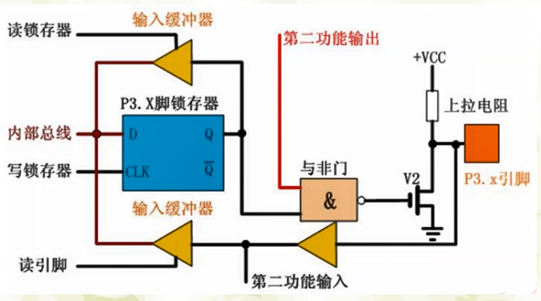 输入缓冲器
读锁存器
第二功能输出
+VCC
P3.X脚锁存器
上拉电阻
内部总线
D
Q
与非门
P3.x引脚
写锁存器
CLK
Q̅
V2
&
输入缓冲器
读引脚
第二功能输入